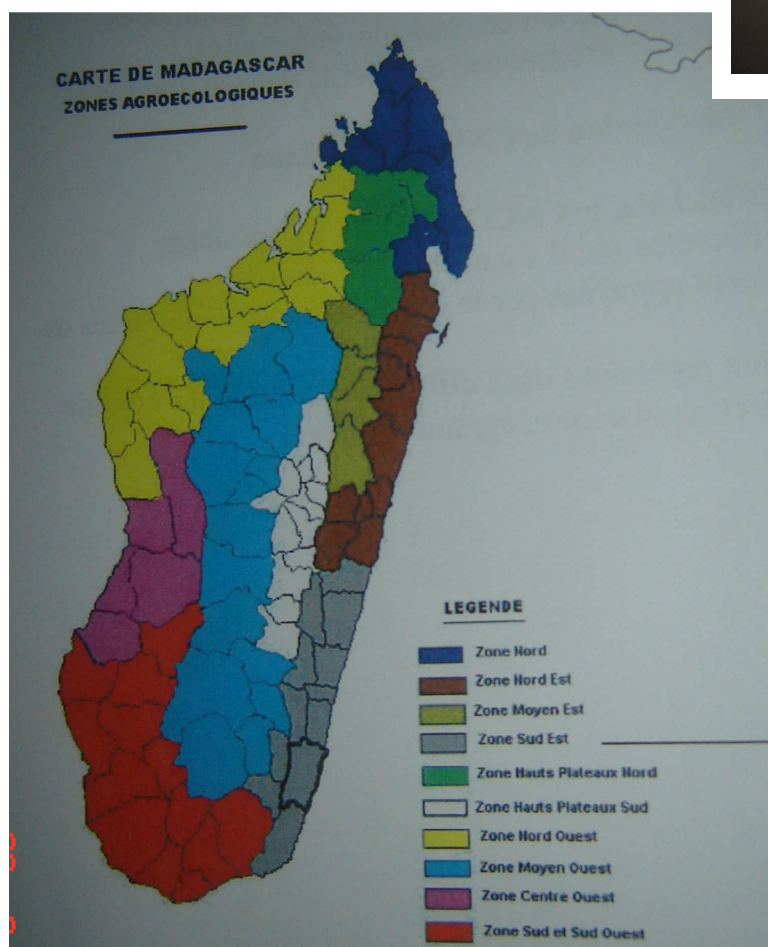 CARTE DE MADAGASCAR
ZONES AGROECOLOGIQUES
LEGENDE
Zone Nord
Zone Nord Est
Zone Moyen Est
Zone Sud Est
Zone Hauts Plateaux Nord
Zone Hauts Plateaux Sud
Zone Nord Ouest
Zone Moyen Ouest
Zone Centre Ouest
Zone Sud et Sud Ouest